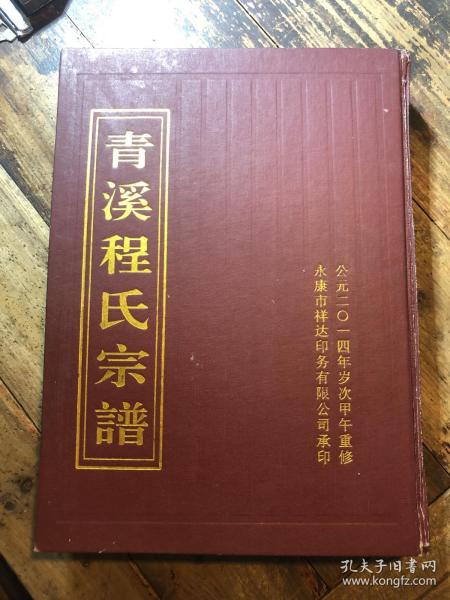 青溪程氏宗譜
公元二〇一四年岁次甲午重修
永康市祥达印务有限公司承印
孔夫子旧书网
www.kongfz.com